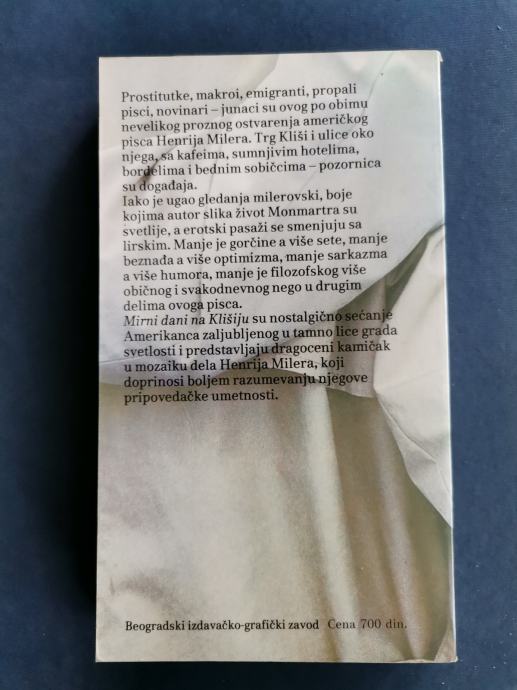 Prostitutke, makroi, emigranti, propali
pisci, novinari – junaci su ovog po obimu
nevelikog proznog ostvarenja američkog
pisca Henrija Milera. Trg Kliši i ulice oko
njega, sa kafeima, sumnjivim hotelima,
bordelima i bednim sobičcima – pozornica
su događaja.
Iako je ugao gledanja milerovski, boje
kojima autor slika život Monmartra su
svetlije, a erotski pasaži se smenjuju sa
lirskim. Manje je gorčine a više sete, manje
beznađa a više optimizma, manje sarkazma
a više humora, manje je filozofskog više
običnog i svakodnevnog nego u drugim
delima ovoga pisca.
Mirni dani na Klišiju su nostalgično sećanje
Amerikanca zaljubljenog u tamno lice grada
svetlosti i predstavljaju dragoceni kamičak
u mozaiku dela Henrija Milera, koji
doprinosi boljem razumevanju njegove
pripovedačke umetnosti.
Beogradski izdavačko-grafički zavod Cena 700 din.